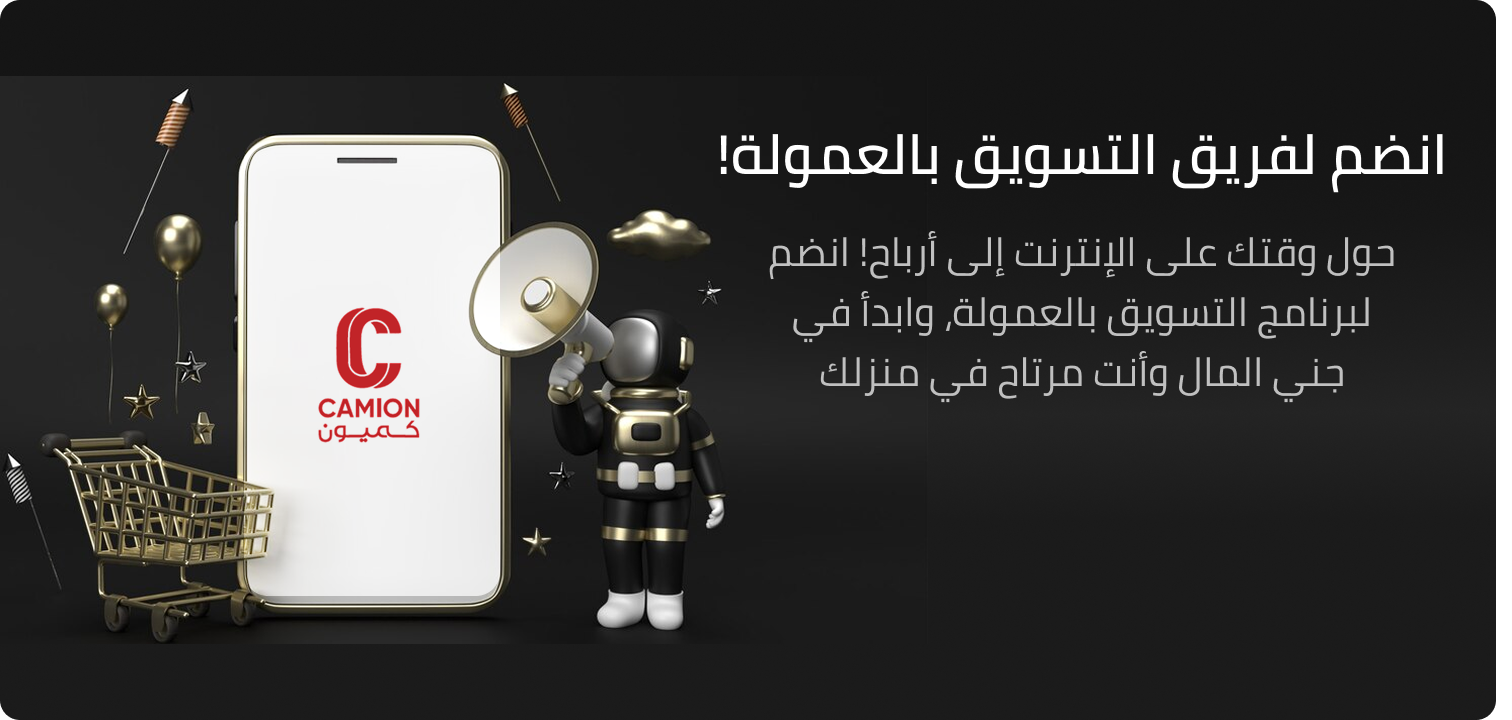 انضم لفريق التسويق بالعمولة!
حول وقتك على الإنترنت إلى أرباح! انضم
لبرنامج التسويق بالعمولة، وابدأ في
جني المال وأنت مرتاح في منزلك
CAMION
كميون